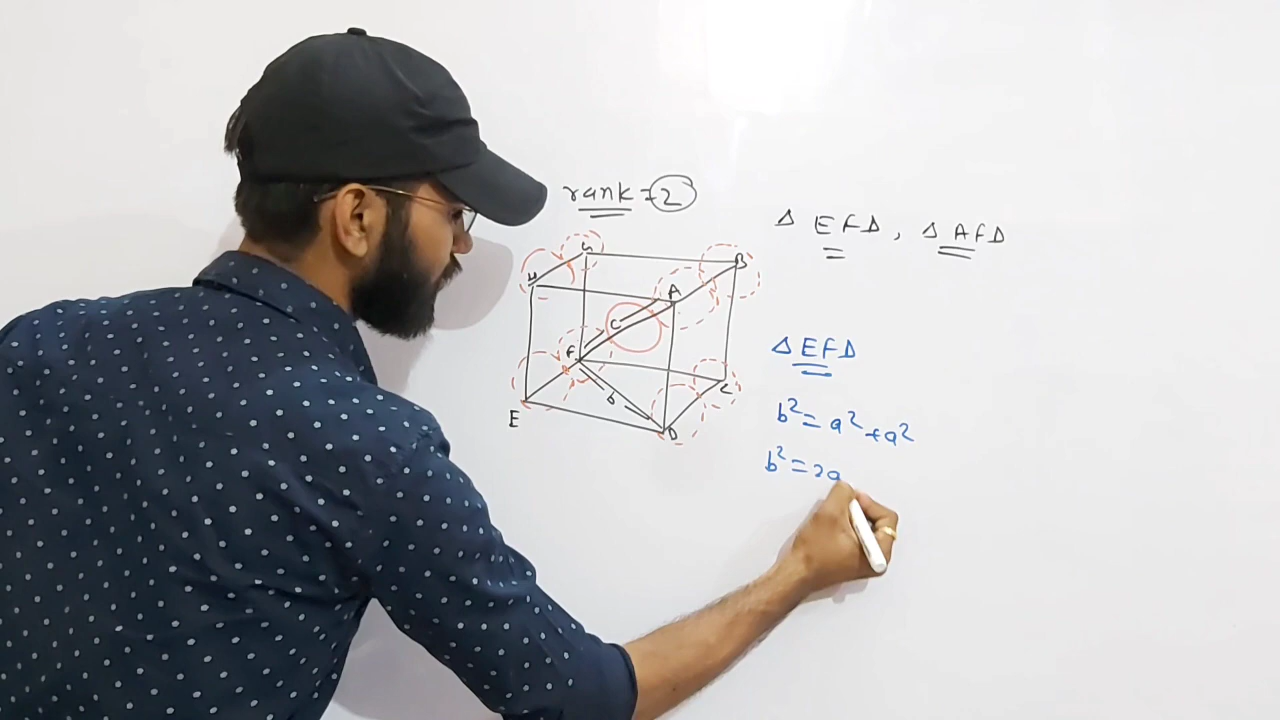 rank = 2
Δ EFD, Δ AFD
G
B
H
A
C
F
b
C
E
D
Δ EFD
b² = a² + a²
b² = 2a